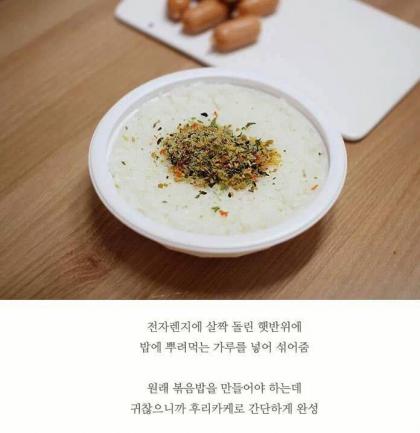 전자렌지에 살짝 돌린 햇반위에
밥에 뿌려먹는 가루를 넣어 섞어줌
원래 볶음밥을 만들어야 하는데
귀찮으니까 후리카케로 간단하게 완성